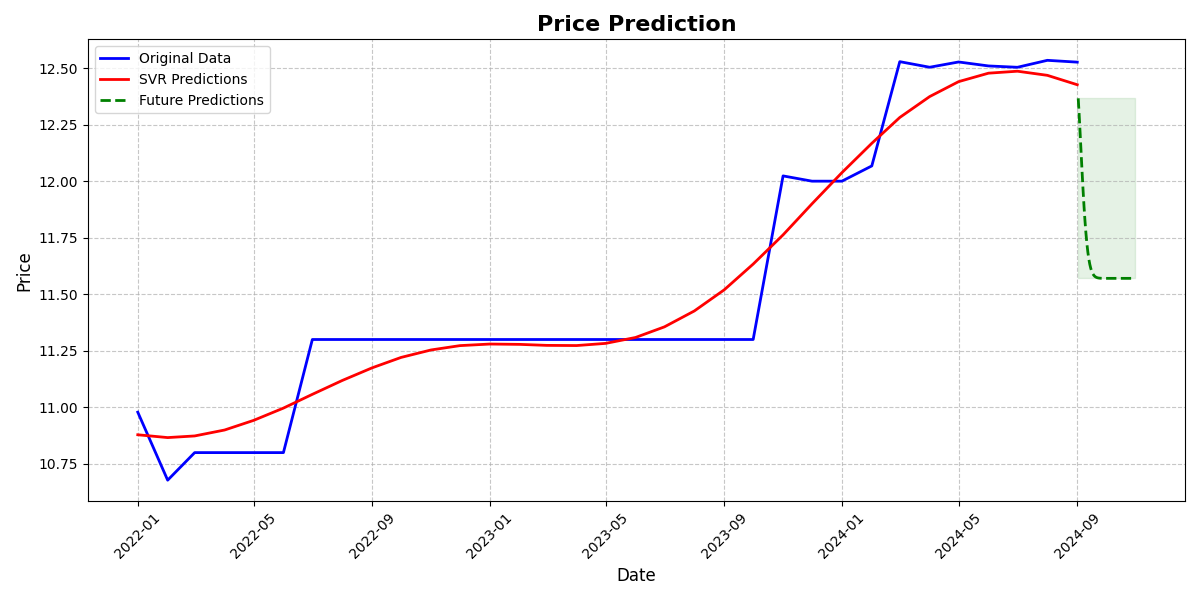 Price Prediction
Original Data
SVR Predictions
Future Predictions
Price
12.50
12.25
12.00
11.75
11.50
11.25
11.00
10.75
2022-01
2022-05
2022-09
2023-01
2023-05
2023-09
2024-01
2024-05
2024-09
Date